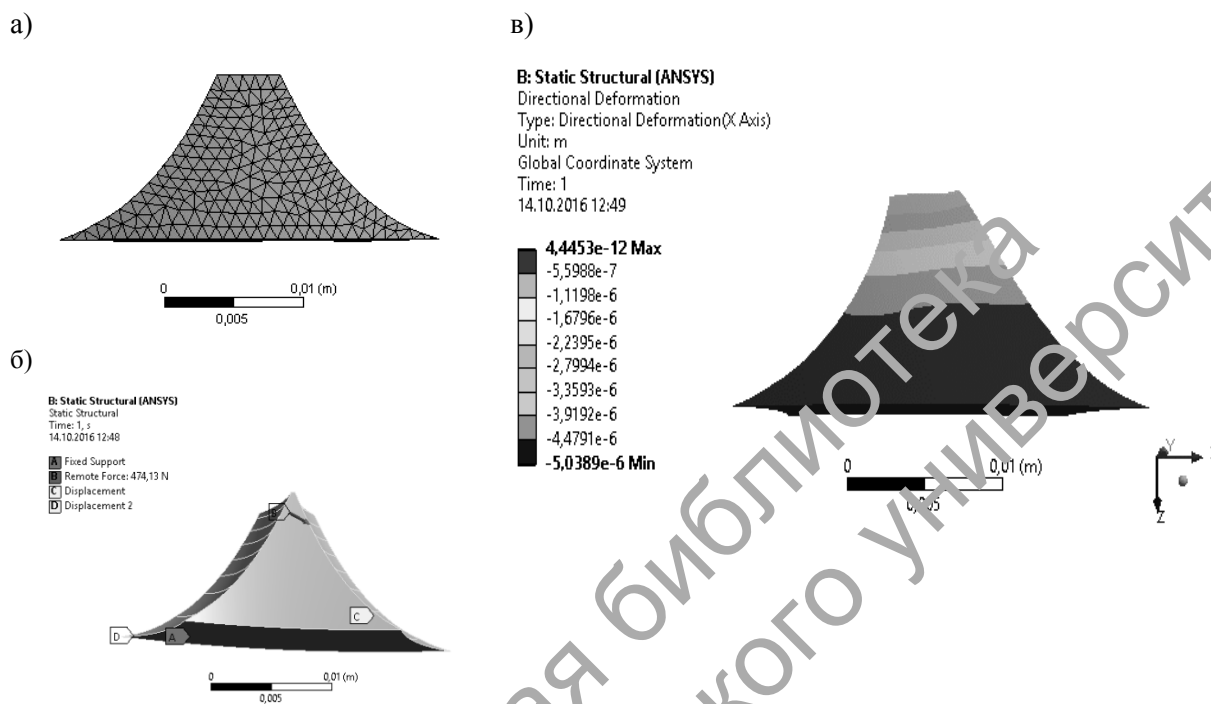 а)
0
0,01 (m)
0,005
б)
B: Static Structural (ANSYS)
Static Structural
Time: 1, s
14.10.2016 12:48
A Fixed Support
B Remote Force: 474,13 N
C Displacement
D Displacement 2
C
D
A
0
0,01 (m)
0,005
в)
B: Static Structural (ANSYS)
Directional Deformation
Type: Directional Deformation(X Axis)
Unit: m
Global Coordinate System
Time: 1
14.10.2016 12:49
4,4453e-12 Max
-5,5988e-7
-1,1198e-6
-1,6796e-6
-2,2395e-6
-2,7994e-6
-3,3593e-6
-3,9192e-6
-4,4791e-6
-5,0389e-6 Min
0
0,01 (m)
0,005
Y
Z
библиотека